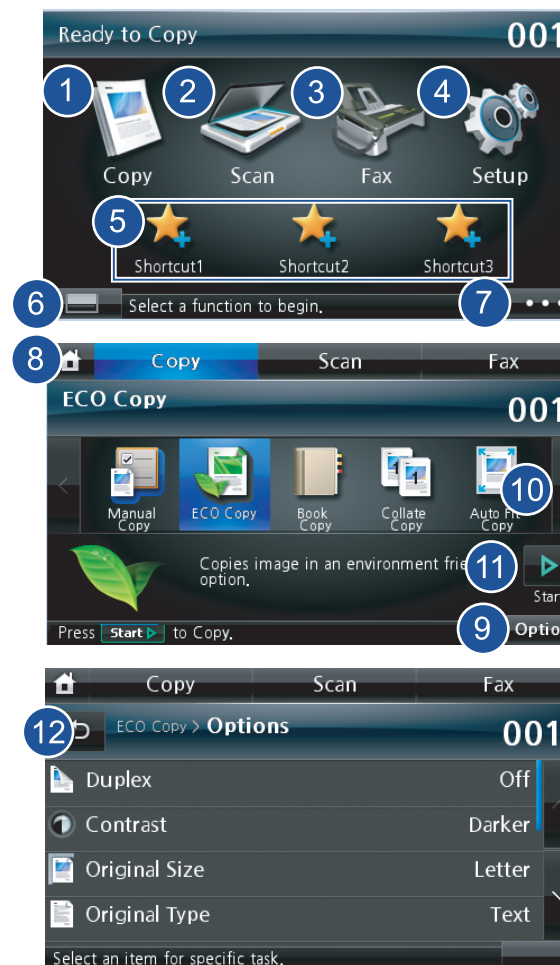 Ready to Copy
001
1
2
3
4
Copy
Scan
Fax
Setup
5
Shortcut1
Shortcut2
Shortcut3
6
Select a function to begin.
7
8
Copy
Scan
Fax
ECO Copy
001
Manual
Copy
ECO Copy
Book
Copy
1
1
Collate
Copy
Auto Fit
Copy
10
Copies image in an environment
option.
11
Start
Press Start to Copy.
9
12
Copy
Scan
Fax
ECO Copy > Options
001
Duplex
Off
Contrast
Darker
Original Size
Letter
Original Type
Text
Select an item for specific task.